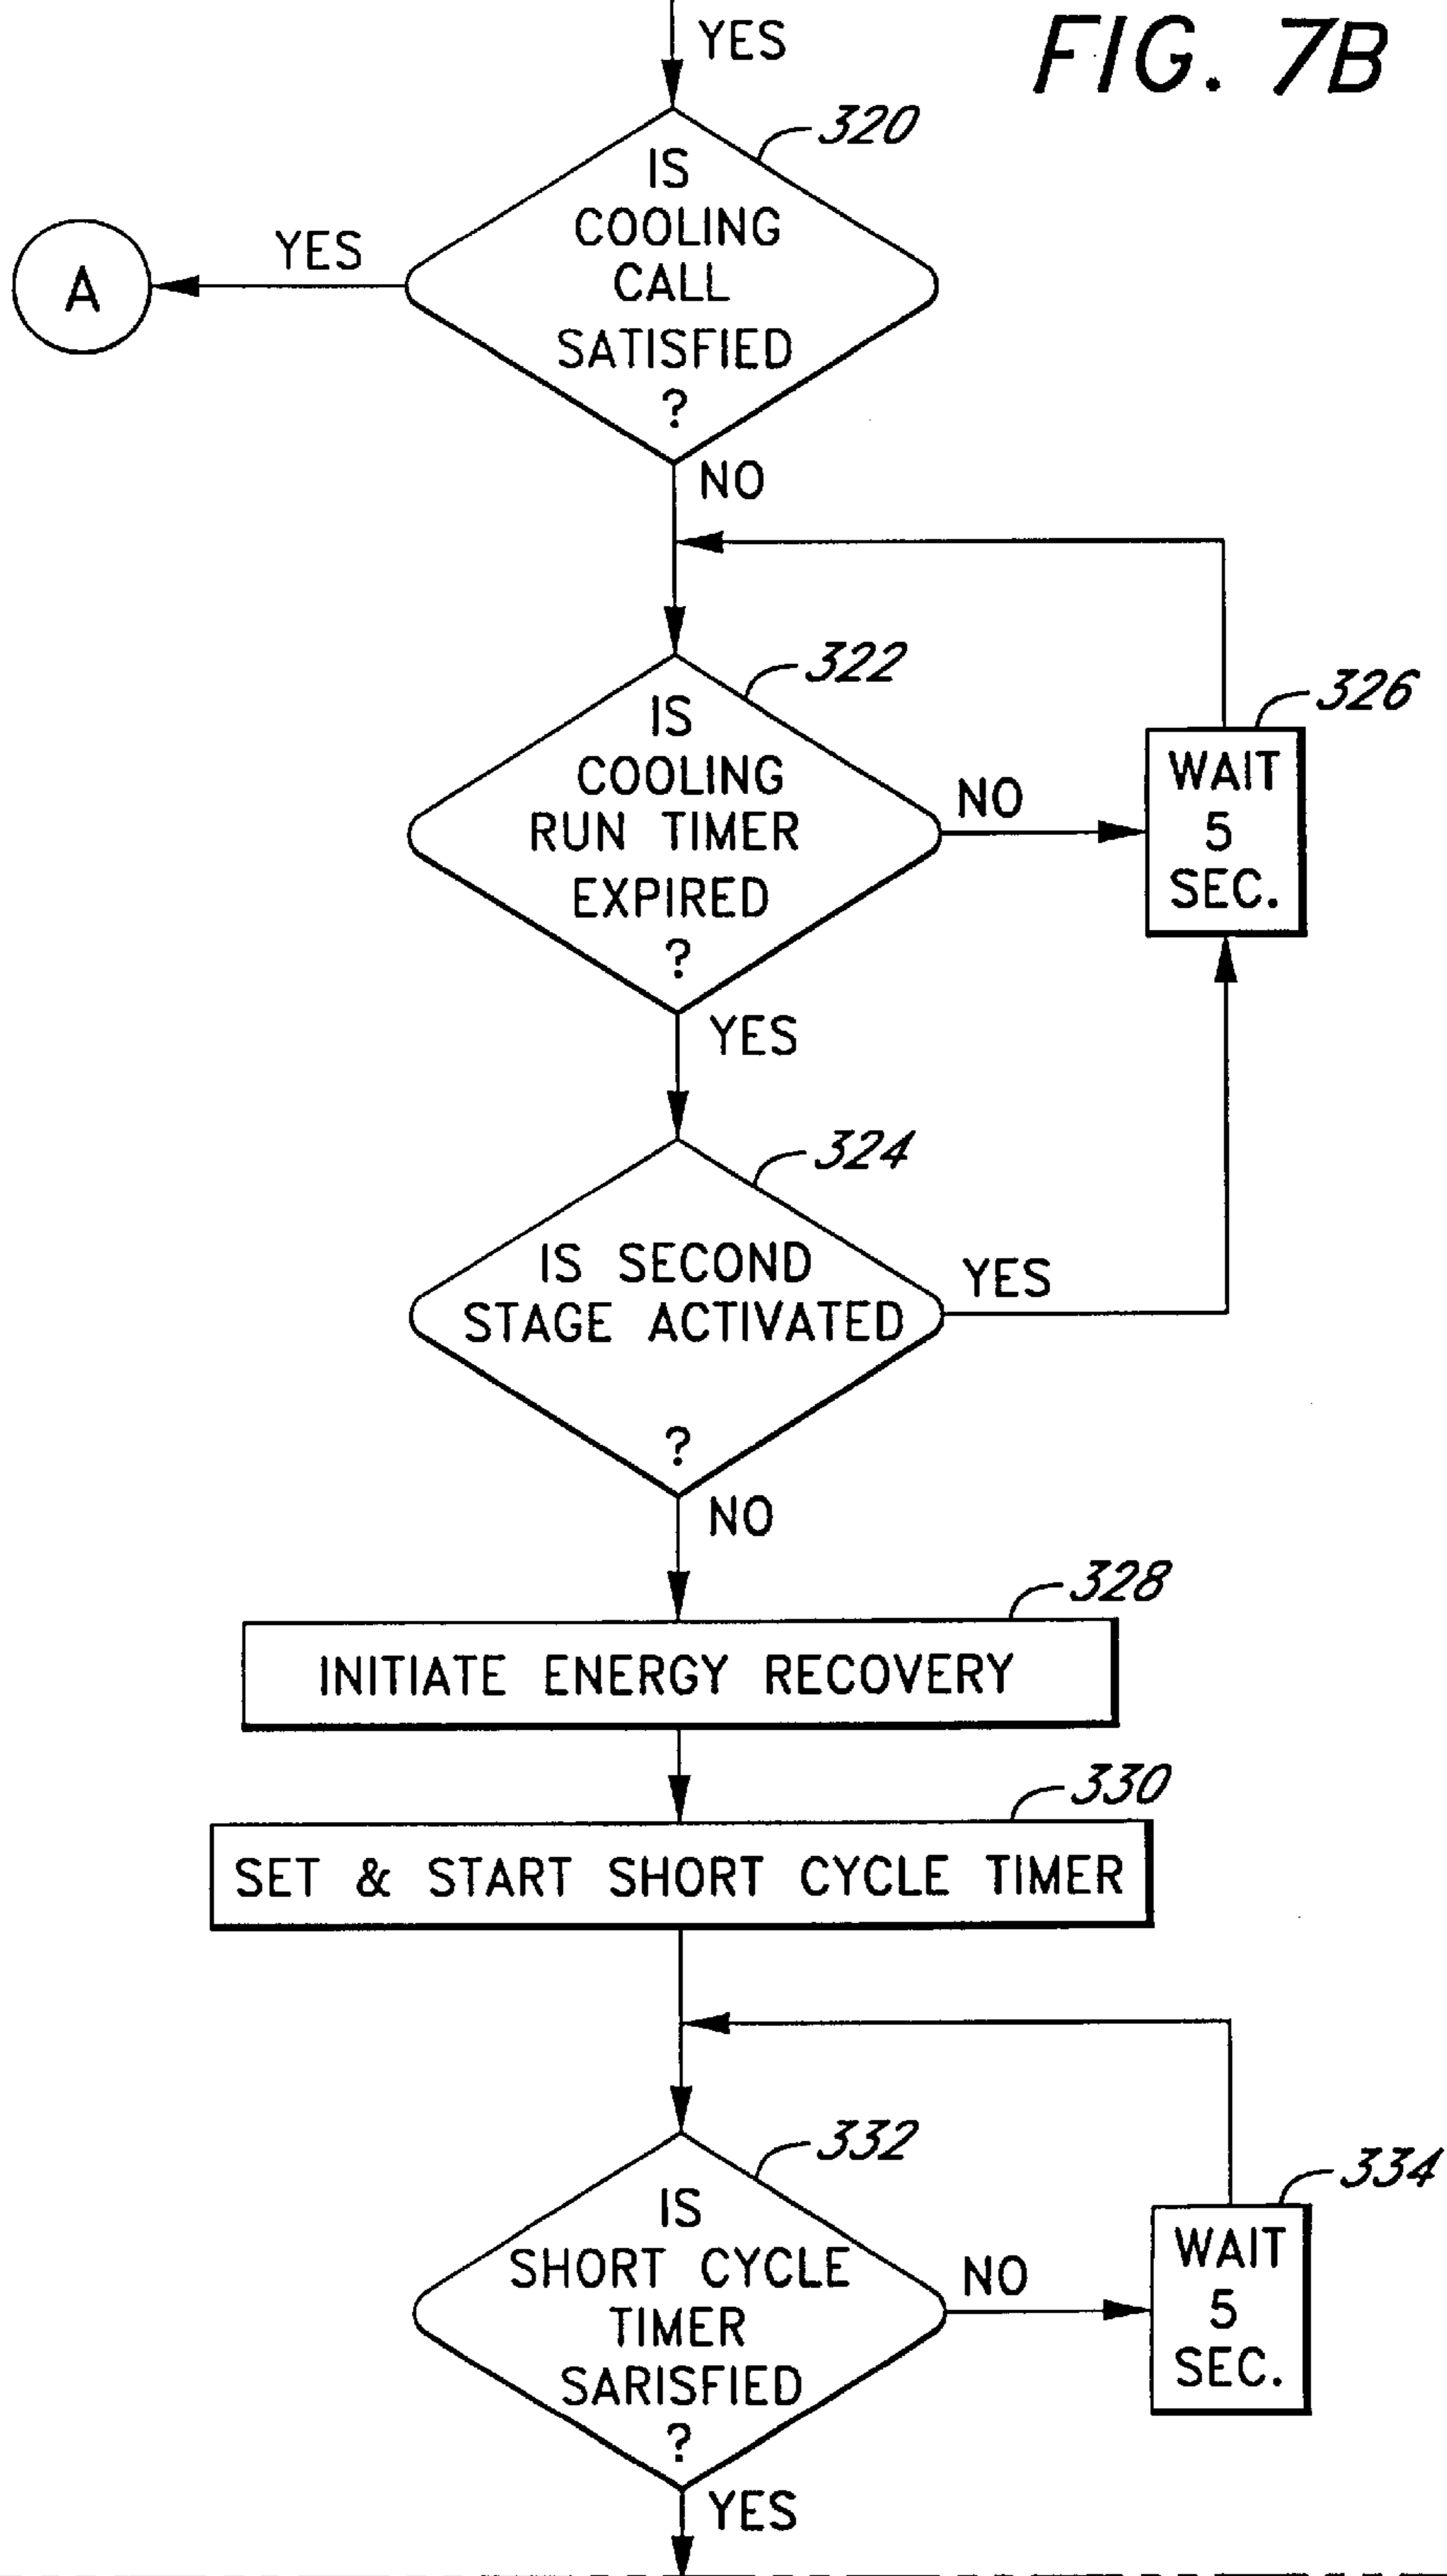 FIG. 7B
YES
320
IS
COOLING
CALL
SATISFIED
?
YES
A
NO
322
IS
COOLING
RUN TIMER
EXPIRED
?
NO
326
WAIT
5
SEC.
YES
324
IS SECOND
STAGE ACTIVATED
?
YES
NO
328
INITIATE ENERGY RECOVERY
330
SET & START SHORT CYCLE TIMER
332
IS
SHORT CYCLE
TIMER
SARISFIED
?
NO
334
WAIT
5
SEC.
YES